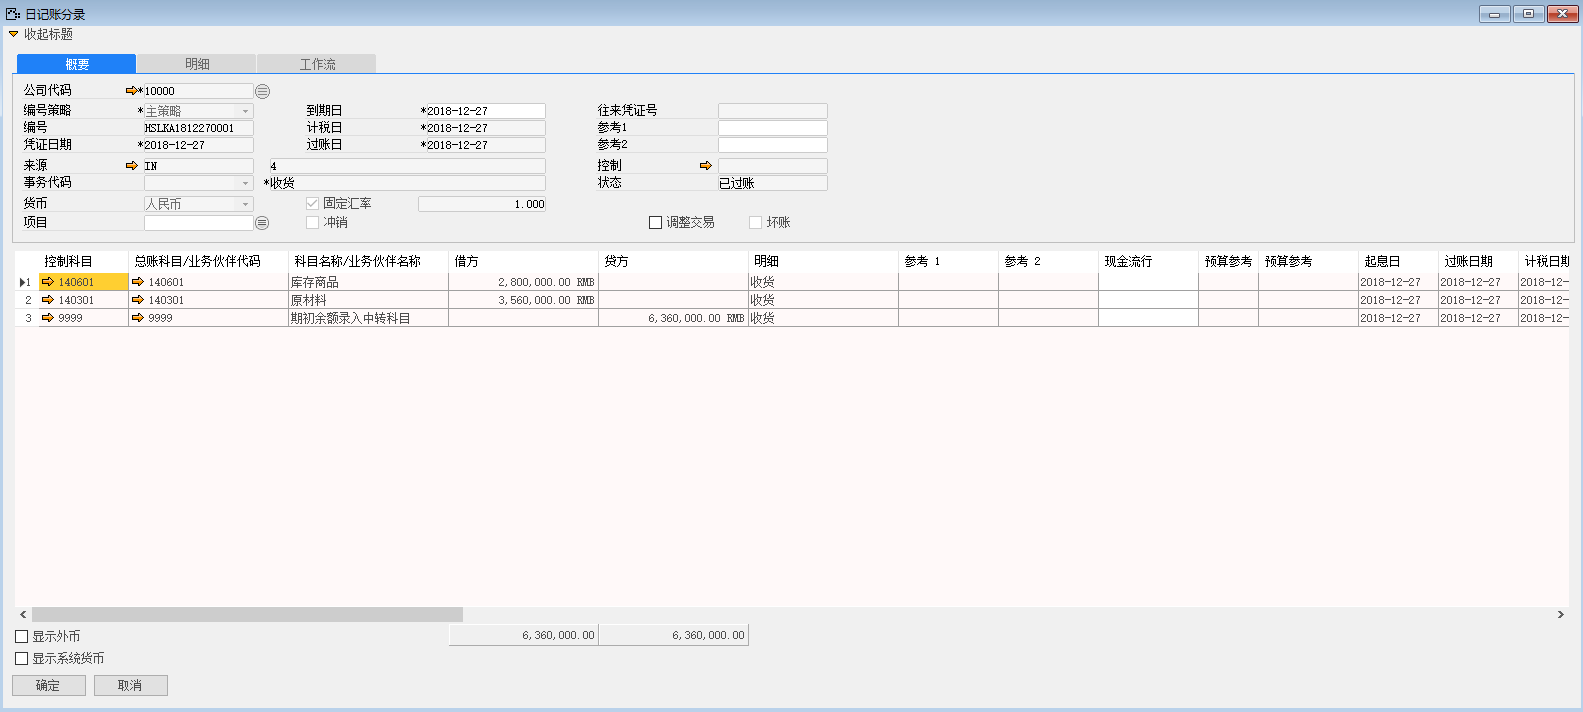 日记账分录
收起标题
概要 明细 工作流
公司代码 *10000
编号策略 *主策略 到期日 *2018-12-27 往来凭证号
编号 HSLKA1812270001 计税日 *2018-12-27 参考1
凭证日期 *2018-12-27 过账日 *2018-12-27 参考2
来源 IN 4 控制
事务代码 *收货 状态 已过账
货币 人民币 固定汇率 1.000
项目 冲销 调整交易 坏账
控制科目 总账科目/业务伙伴代码 科目名称/业务伙伴名称 借方 贷方 明细 参考 1 参考 2 现金流行 预算参考 预算参考 起息日 过账日期 计税日期
1 140601 140601 库存商品 2,800,000.00 RMB 收货 2018-12-27 2018-12-27 2018-12-
2 140301 140301 原材料 3,560,000.00 RMB 收货 2018-12-27 2018-12-27 2018-12-
3 9999 9999 期初余额录入中转科目 6,360,000.00 RMB 收货 2018-12-27 2018-12-27 2018-12-
显示外币 6,360,000.00 6,360,000.00
显示系统货币
确定 取消